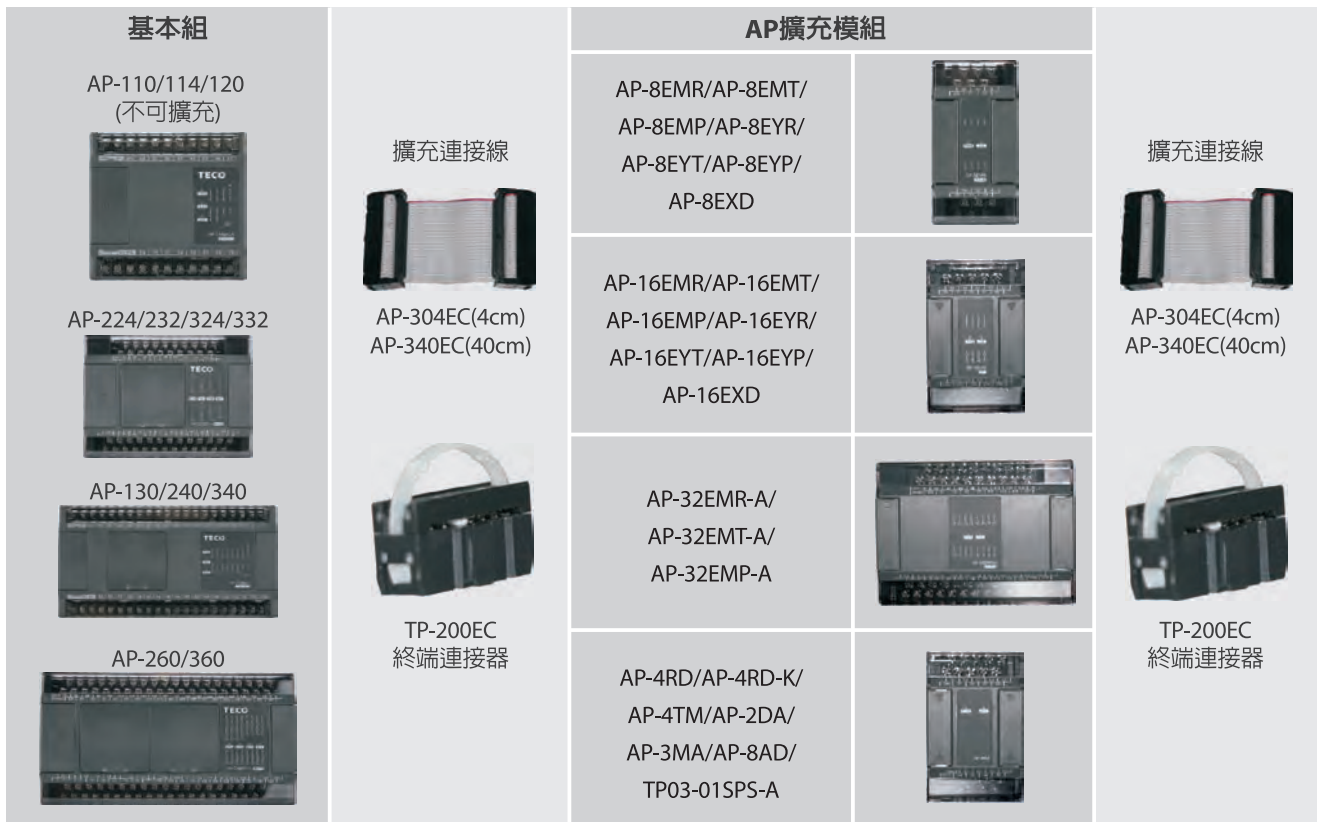 基本組
AP-110/114/120
(不可擴充)
TECO
AP-224/232/324/332
TECO
AP-130/240/340
TECO
AP-260/360
TECO
擴充連接線
AP-304EC(4cm)
AP-340EC(40cm)
TP-200EC
終端連接器
AP擴充模組
AP-8EMR/AP-8EMT/
AP-8EMP/AP-8EYR/
AP-8EYT/AP-8EYP/
AP-8EXD
AP-16EMR/AP-16EMT/
AP-16EMP/AP-16EYR/
AP-16EYT/AP-16EYP/
AP-16EXD
AP-32EMR-A/
AP-32EMT-A/
AP-32EMP-A
AP-4RD/AP-4RD-K/
AP-4TM/AP-2DA/
AP-3MA/AP-8AD/
TP03-01SPS-A
擴充連接線
AP-304EC(4cm)
AP-340EC(40cm)
TP-200EC
終端連接器